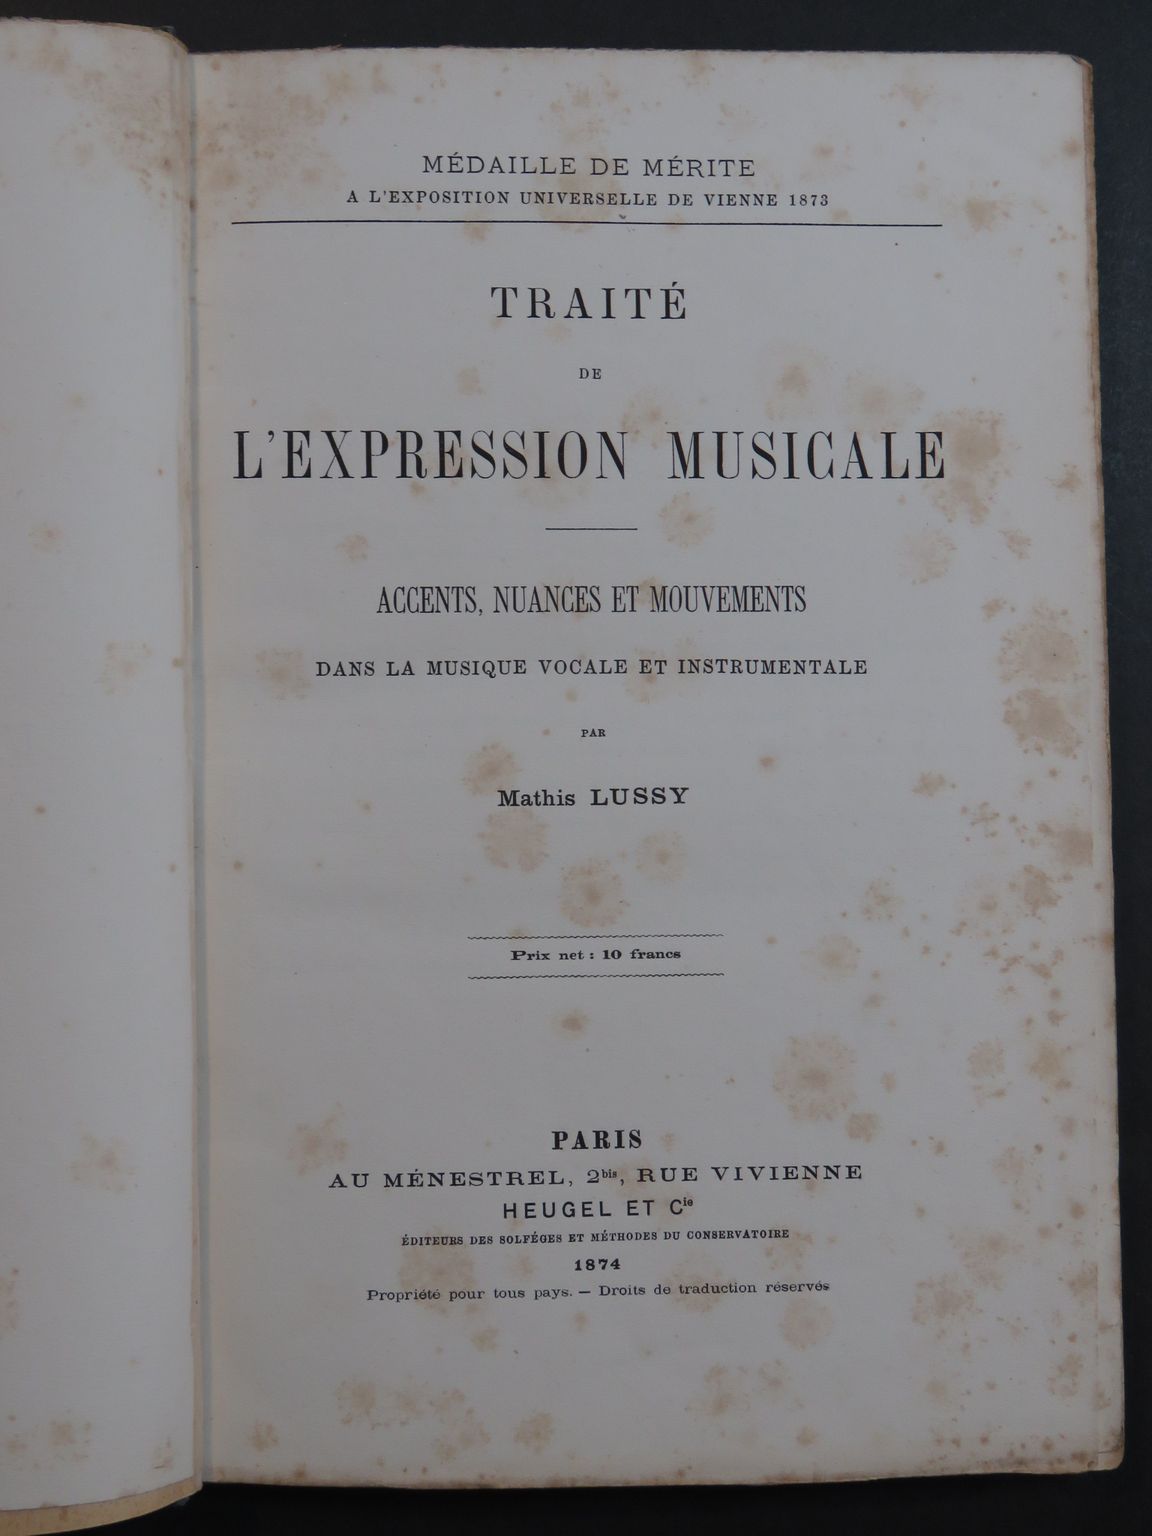 MÉDAILLE DE MÉRITE
A L'EXPOSITION UNIVERSELLE DE VIENNE 1873
TRAITÉ
DE
L'EXPRESSION MUSICALE
ACCENTS, NUANCES ET MOUVEMENTS
DANS LA MUSIQUE VOCALE ET INSTRUMENTALE
PAR
Mathis LUSSY
Prix net : 10 francs
PARIS
AU MÉNESTREL, 2bis, RUE VIVIENNE
HEUGEL ET Cie
ÉDITEURS DES SOLFÉGES ET MÉTHODES DU CONSERVATOIRE
1874
Propriété pour tous pays. — Droits de traduction réservés